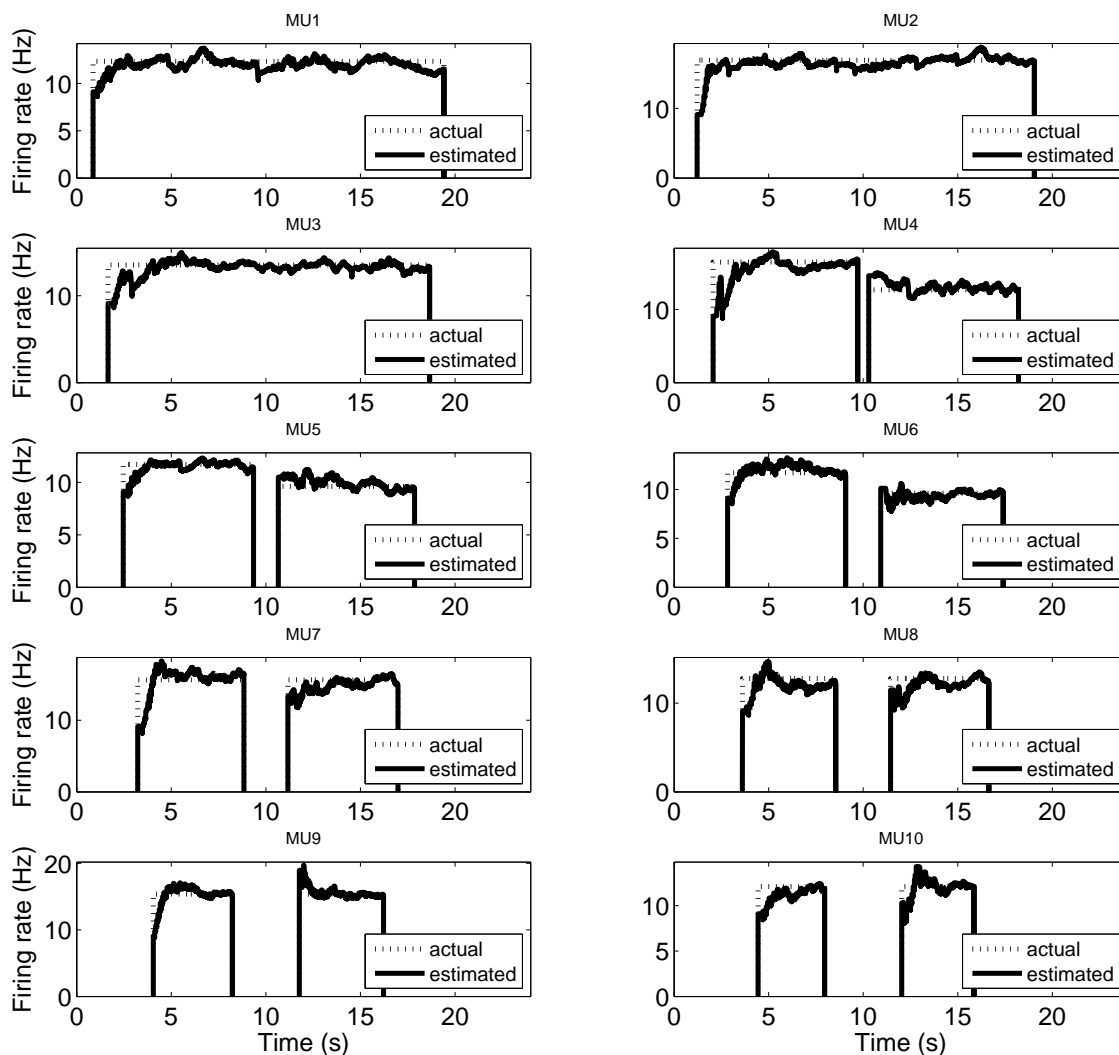 MU1
Firing rate (Hz)
10
5
0
actual
estimated
0 5 10 15 20
MU2
10
0
actual
estimated
0 5 10 15 20
MU3
Firing rate (Hz)
10
0
actual
estimated
0 5 10 15 20
MU4
10
0
actual
estimated
0 5 10 15 20
MU5
Firing rate (Hz)
10
5
0
actual
estimated
0 5 10 15 20
MU6
10
5
0
actual
estimated
0 5 10 15 20
MU7
Firing rate (Hz)
10
0
actual
estimated
0 5 10 15 20
MU8
10
0
actual
estimated
0 5 10 15 20
MU9
Firing rate (Hz)
20
10
0
actual
estimated
0 5 10 15 20
Time (s)
MU10
10
5
0
actual
estimated
0 5 10 15 20
Time (s)